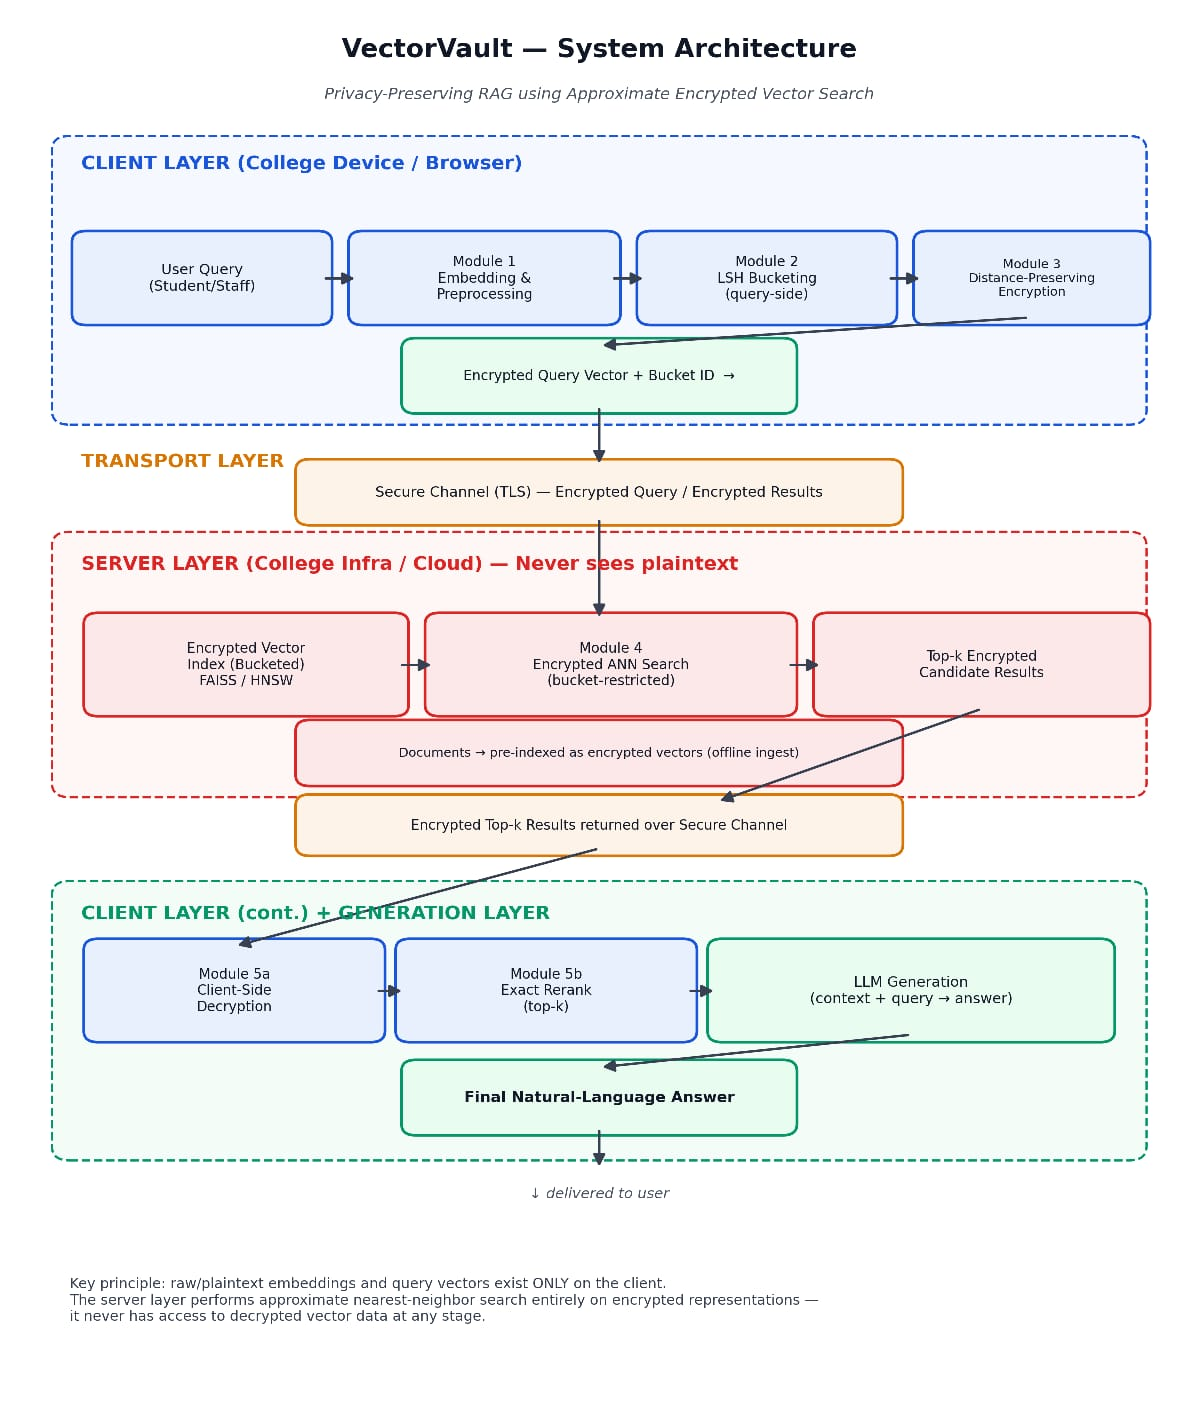 VectorVault — System Architecture
Privacy-Preserving RAG using Approximate Encrypted Vector Search
CLIENT LAYER (College Device / Browser)
User Query
(Student/Staff)
Module 1
Embedding &
Preprocessing
Module 2
LSH Bucketing
(query-side)
Module 3
Distance-Preserving
Encryption
Encrypted Query Vector + Bucket ID →
TRANSPORT LAYER
Secure Channel (TLS) — Encrypted Query / Encrypted Results
SERVER LAYER (College Infra / Cloud) — Never sees plaintext
Encrypted Vector
Index (Bucketed)
FAISS / HNSW
Module 4
Encrypted ANN Search
(bucket-restricted)
Top-k Encrypted
Candidate Results
Documents → pre-indexed as encrypted vectors (offline ingest)
Encrypted Top-k Results returned over Secure Channel
CLIENT LAYER (cont.) + GENERATION LAYER
Module 5a
Client-Side
Decryption
Module 5b
Exact Rerank
(top-k)
LLM Generation
(context + query → answer)
Final Natural-Language Answer
↓ delivered to user
Key principle: raw/plaintext embeddings and query vectors exist ONLY on the client.
The server layer performs approximate nearest-neighbor search entirely on encrypted representations —
it never has access to decrypted vector data at any stage.